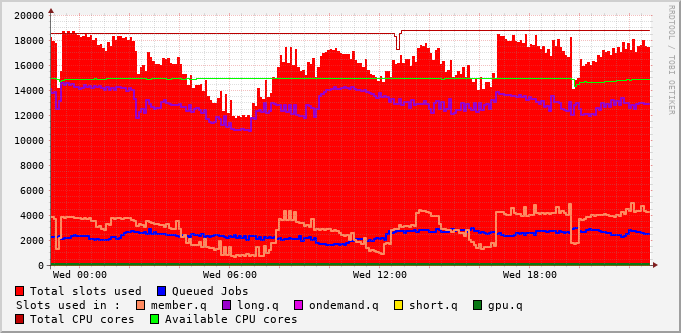 20000
18000
16000
14000
12000
10000
8000
6000
4000
2000
0
Wed 00:00 Wed 06:00 Wed 12:00 Wed 18:00
RRDTOOL / TOBI OETIKER
Total slots used Queued Jobs
Slots used in : member.q long.q ondemand.q short.q gpu.q
Total CPU cores Available CPU cores